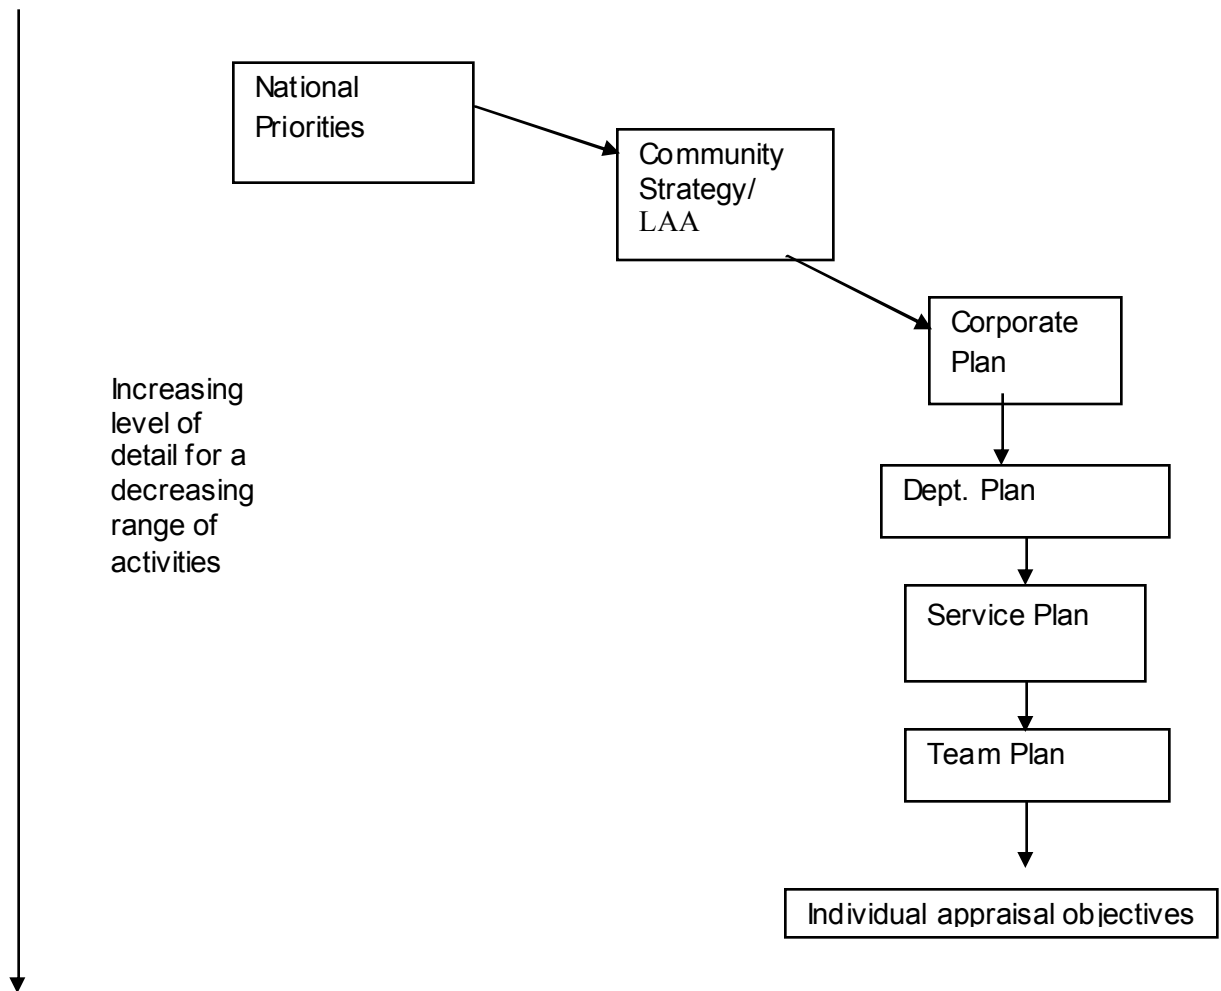 National
Priorities
Community
Strategy/
LAA
Corporate
Plan
Increasing
level of
detail for a
decreasing
range of
activities
Dept. Plan
Service Plan
Team Plan
Individual appraisal objectives